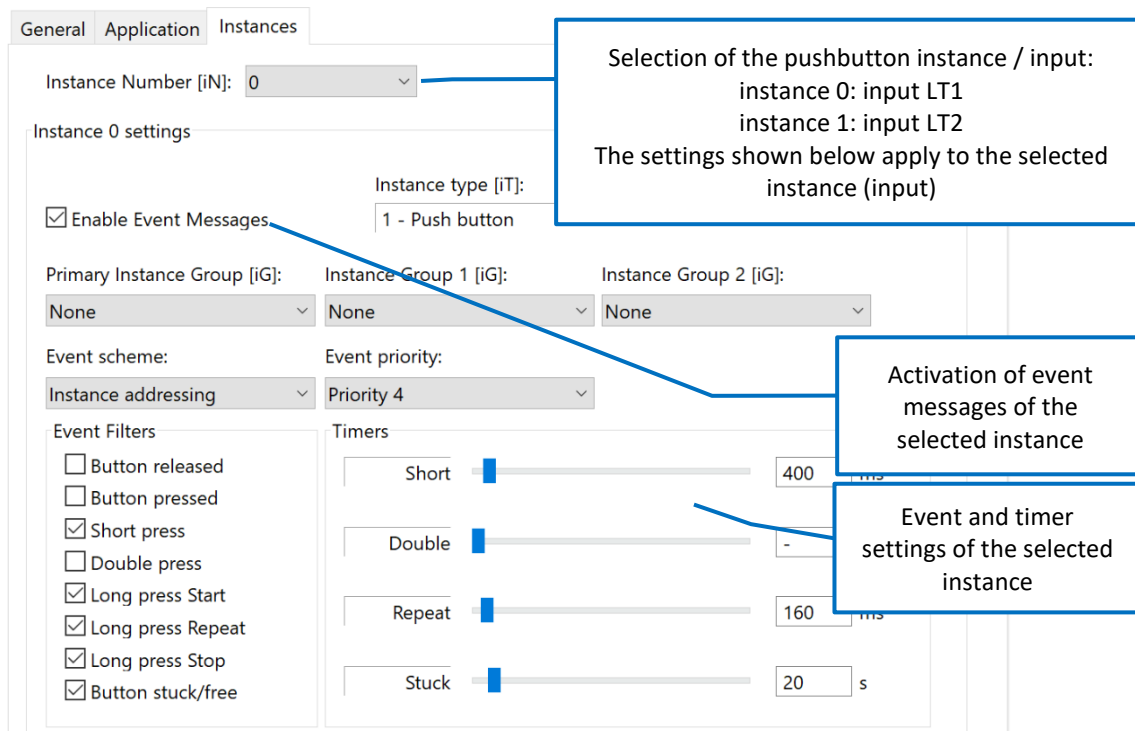 General Application Instances
Instance Number [iN]: 0
Selection of the pushbutton instance / input:
instance 0: input LT1
instance 1: input LT2
The settings shown below apply to the selected
instance (input)
Instance 0 settings
Instance type [iT]:
Enable Event Messages
1 - Push button
Primary Instance Group [iG]: Instance Group 1 [iG]: Instance Group 2 [iG]:
None None None
Event scheme: Event priority:
Instance addressing Priority 4
Activation of event
messages of the
selected instance
Event Filters
Button released
Button pressed
Short press
Double press
Long press Start
Long press Repeat
Long press Stop
Button stuck/free
Timers
Short 400 ms
Double -
Repeat 160 ms
Stuck 20 s
Event and timer
settings of the selected
instance